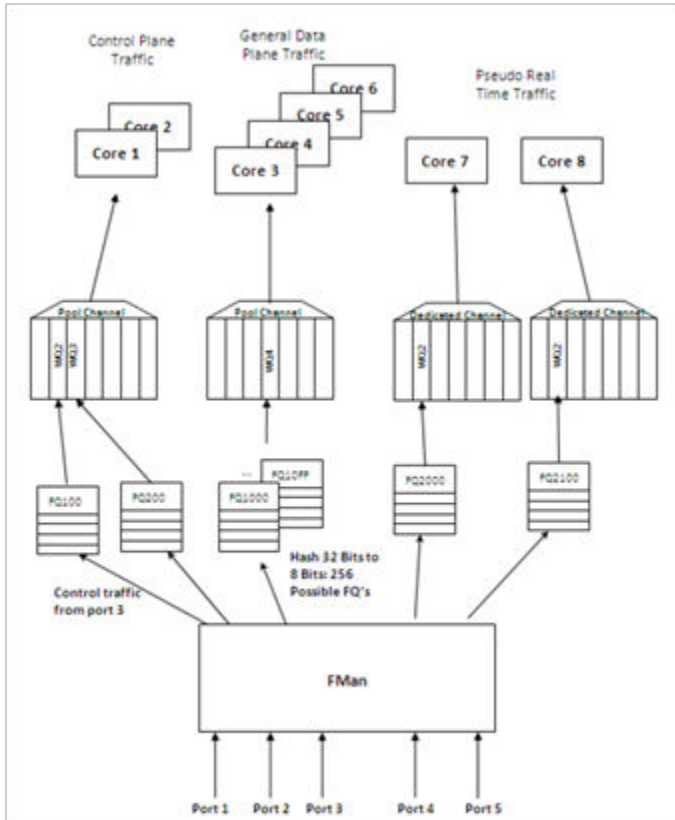 Control Plane
Traffic
General Data
Plane Traffic
Pseudo Real
Time Traffic
Core 6
Core 5
Core 4
Core 3
Core 2
Core 1
Core 7
Core 8
Pool Channel
WQ2
WQ3
Pool Channel
WQ4
Dedicated Channel
WQ2
Dedicated Channel
WQ2
FQ100
FQ200
...
FQ10FF
FQ1000
FQ2000
FQ2100
Control traffic
from port 3
Hash 32 Bits to
8 Bits: 256
Possible FQ's
FMan
Port 1
Port 2
Port 3
Port 4
Port 5